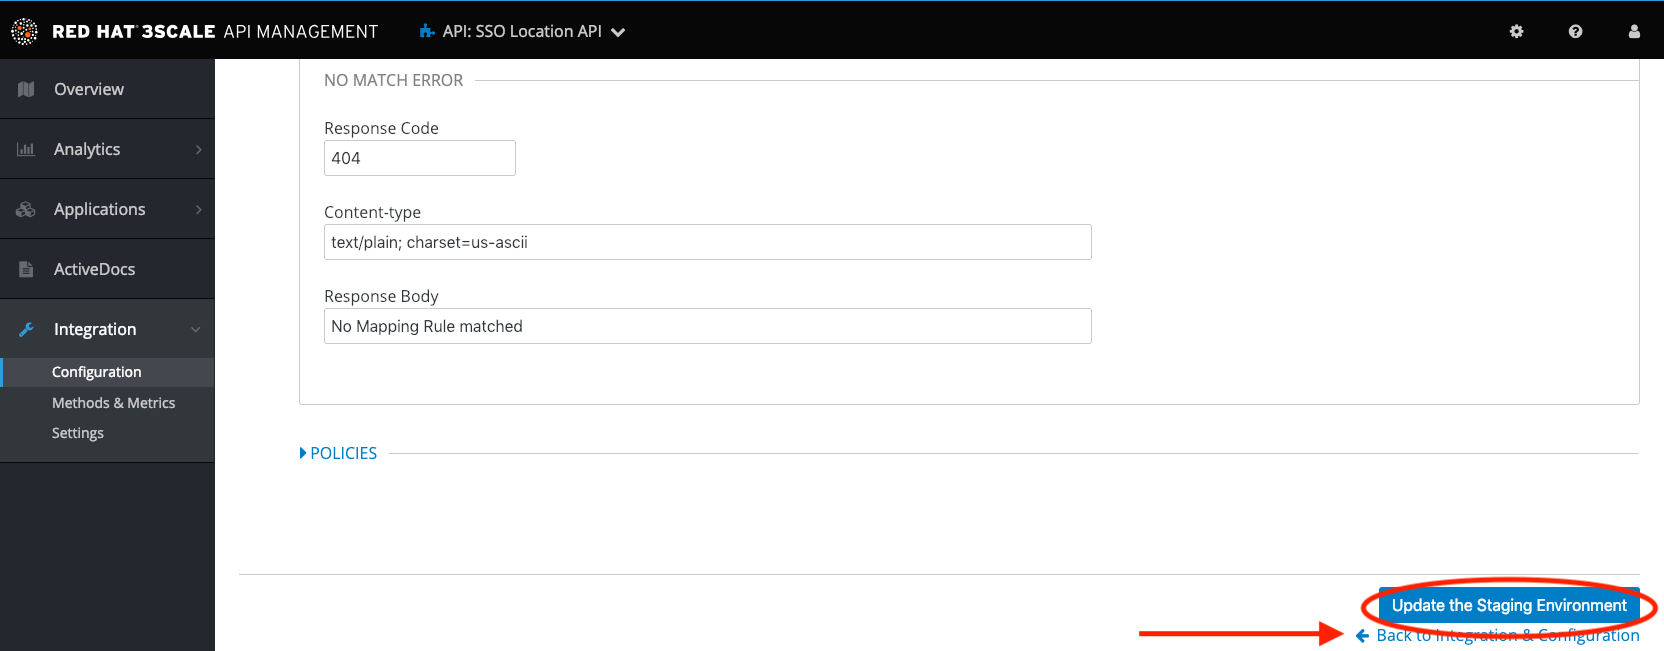 RED HAT 3SCALE API MANAGEMENT
API: SSO Location API
Overview
Analytics
Applications
ActiveDocs
Integration
Configuration
Methods & Metrics
Settings
NO MATCH ERROR
Response Code
404
Content-type
text/plain; charset=us-ascii
Response Body
No Mapping Rule matched
POLICIES
Update the Staging Environment
Back to Integration & Configuration